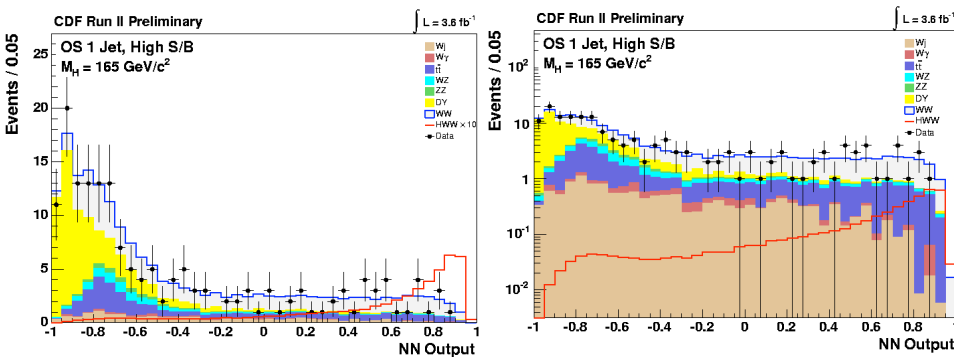 CDF Run II Preliminary
∫ L = 3.6 fb⁻¹
OS 1 Jet, High S/B
M_H = 165 GeV/c²
Wj
Wγ
tt̄
WZ
ZZ
DY
WW
HWW × 10
Data
Events / 0.05
25
20
15
10
5
0
-1 -0.8 -0.6 -0.4 -0.2 0 0.2 0.4 0.6 0.8 1
NN Output
CDF Run II Preliminary
∫ L = 3.6 fb⁻¹
OS 1 Jet, High S/B
M_H = 165 GeV/c²
Wj
Wγ
tt̄
WZ
ZZ
DY
WW
HWW
Data
Events / 0.05
10²
10
1
10⁻¹
10⁻²
-1 -0.8 -0.6 -0.4 -0.2 0 0.2 0.4 0.6 0.8 1
NN Output